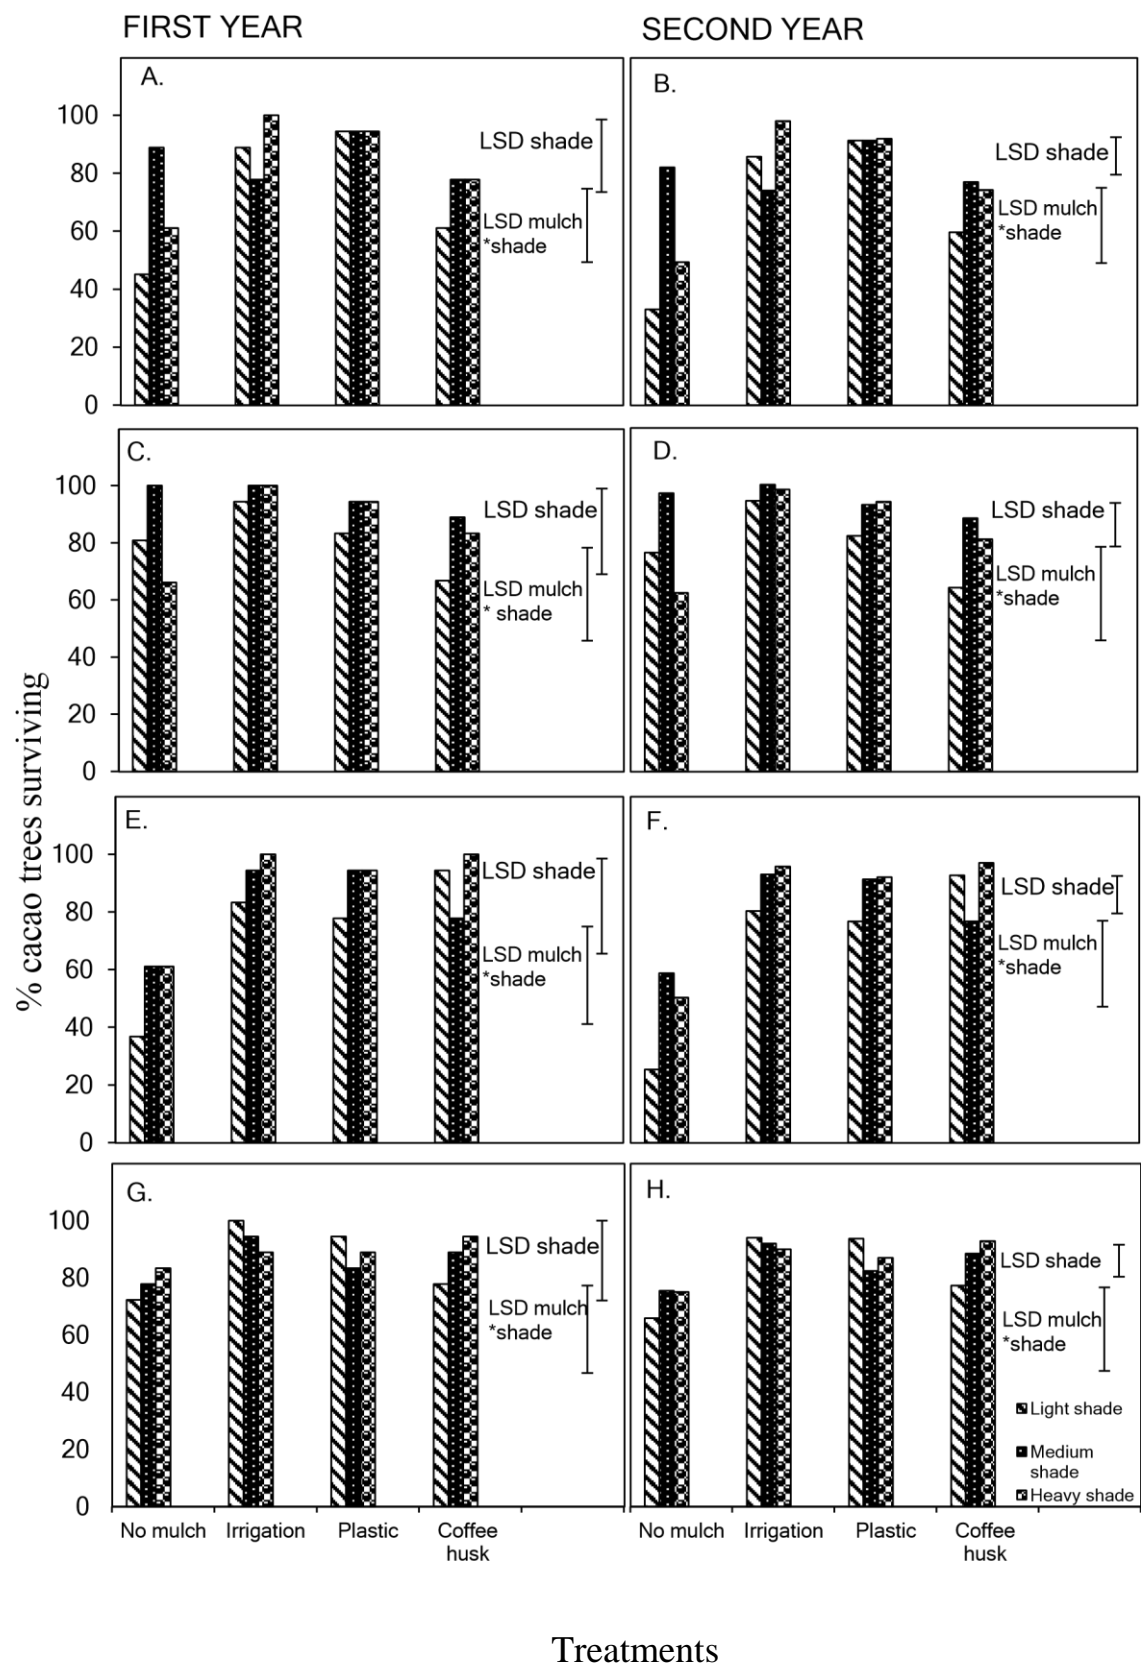 FIRST YEAR
SECOND YEAR
A.
100
80
60
40
20
0
LSD shade
LSD mulch
*shade
B.
LSD shade
LSD mulch
*shade
C.
100
80
60
40
20
0
LSD shade
LSD mulch
* shade
D.
LSD shade
LSD mulch
*shade
% cacao trees surviving
E.
100
80
60
40
20
0
LSD shade
LSD mulch
*shade
F.
LSD shade
LSD mulch
*shade
G.
100
80
60
40
20
0
LSD shade
LSD mulch
*shade
H.
LSD shade
LSD mulch
*shade
Light shade
Medium
shade
Heavy shade
No mulch
Irrigation
Plastic
Coffee
husk
No mulch
Irrigation
Plastic
Coffee
husk
Treatments